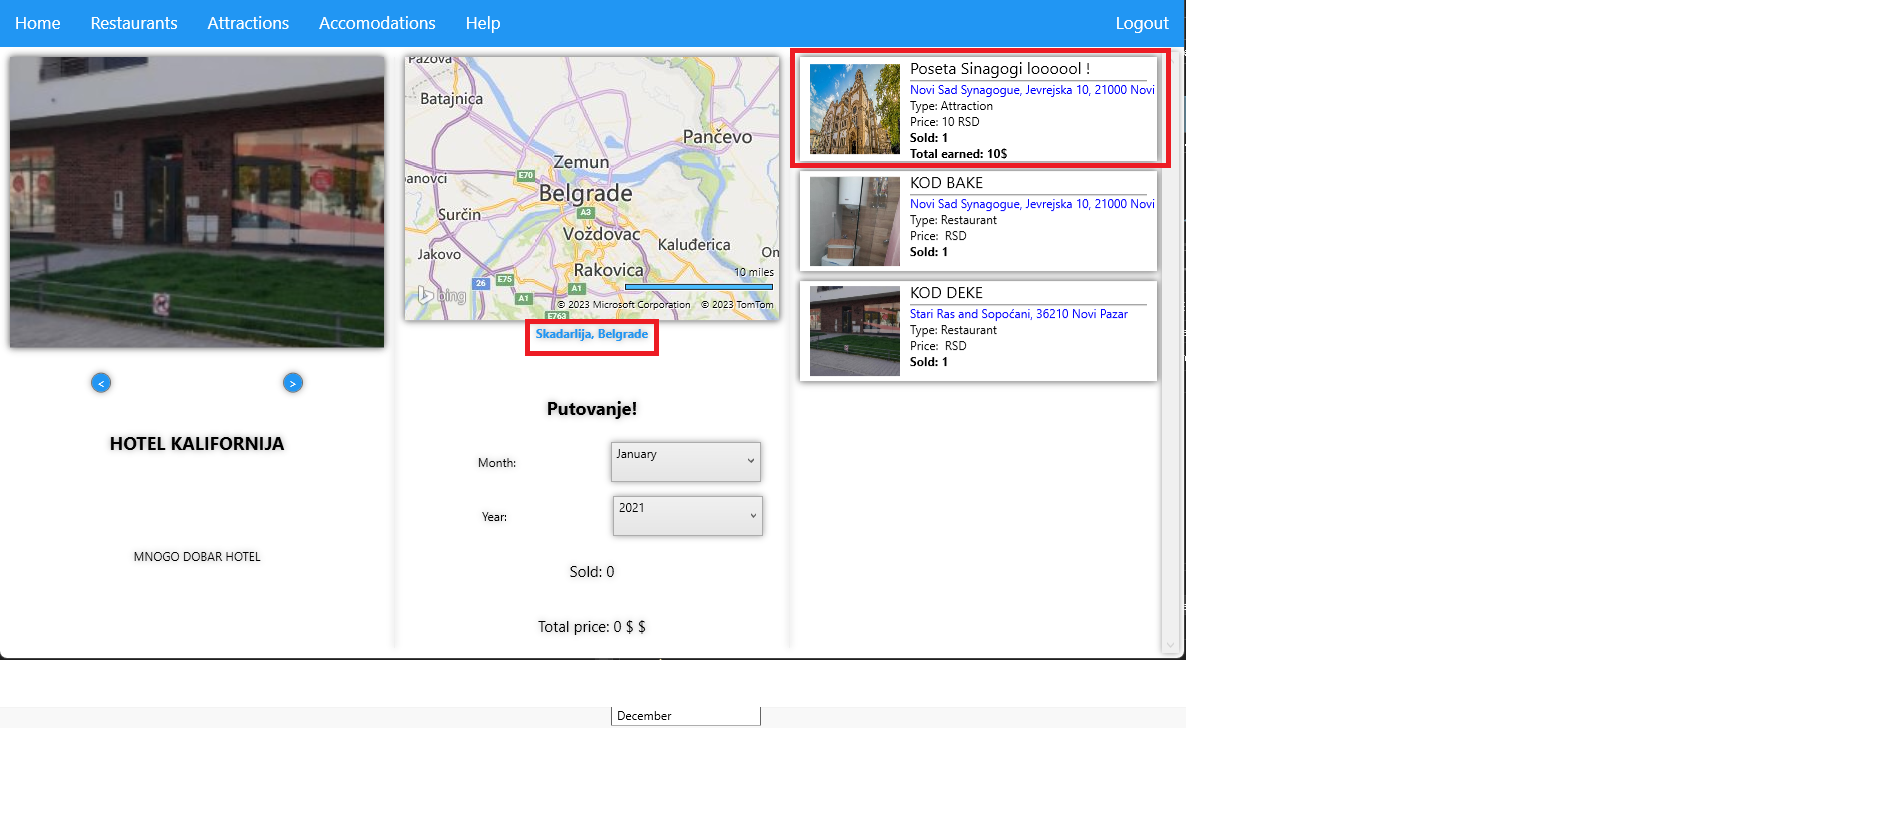 Home Restaurants Attractions Accomodations Help Logout
HOTEL KALIFORNIJA
MNOGO DOBAR HOTEL
<
>
Pazova
Batajnica
Pančevo
Zemun
E70
anovci
Belgrade
Surčin
A3
Voždovac
Kaluđerica
Jakovo
On
Rakovica
10 miles
26
E75
A1
A1
bing
© 2023 Microsoft Corporation © 2023 TomTom
E763
Skadarlija, Belgrade
Putovanje!
Month: January
Year: 2021
Sold: 0
Total price: 0 $ $
Poseta Sinagogi loooool !
Novi Sad Synagogue, Jevrejska 10, 21000 Novi
Type: Attraction
Price: 10 RSD
Sold: 1
Total earned: 10$
KOD BAKE
Novi Sad Synagogue, Jevrejska 10, 21000 Novi
Type: Restaurant
Price: RSD
Sold: 1
KOD DEKE
Stari Ras and Sopoćani, 36210 Novi Pazar
Type: Restaurant
Price: RSD
Sold: 1
December